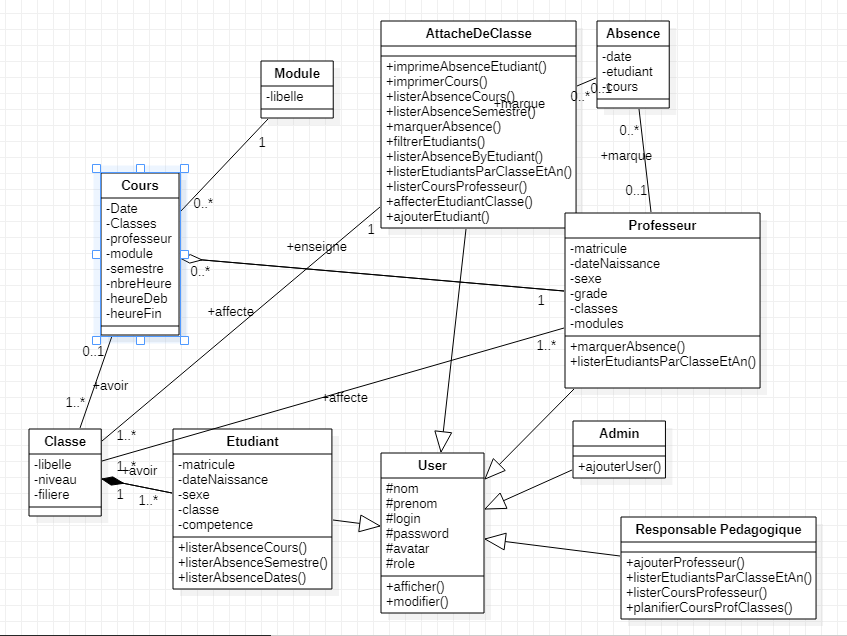 AttacheDeClasse
+imprimeAbsenceEtudiant()
+imprimerCours()
+listerAbsenceCours()
+listerAbsenceSemestre()
+marquerAbsence()
+filtrerEtudiants()
+listerAbsenceByEtudiant()
+listerEtudiantsParClasseEtAn()
+listerCoursProfesseur()
+affecterEtudiantClasse()
+ajouterEtudiant()
Absence
-date
-etudiant
-cours
+marque
0..*
0..1
Module
-libelle
1
0..*
0..*
+marque
0..1
Cours
-Date
-Classes
-professeur
-module
-semestre
-nbreHeure
-heureDeb
-heureFin
Professeur
-matricule
-dateNaissance
-sexe
-grade
-classes
-modules
+marquerAbsence()
+listerEtudiantsParClasseEtAn()
1
+enseigne
0..*
1
+affecte
1..*
0..1
+avoir
1..*
+affecte
1..*
1..*
+avoir
1
1..*
Classe
-libelle
-niveau
-filiere
Etudiant
-matricule
-dateNaissance
-sexe
-classe
-competence
+listerAbsenceCours()
+listerAbsenceSemestre()
+listerAbsenceDates()
User
#nom
#prenom
#login
#password
#avatar
#role
+afficher()
+modifier()
Admin
+ajouterUser()
Responsable Pedagogique
+ajouterProfesseur()
+listerEtudiantsParClasseEtAn()
+listerCoursProfesseur()
+planifierCoursProfClasses()